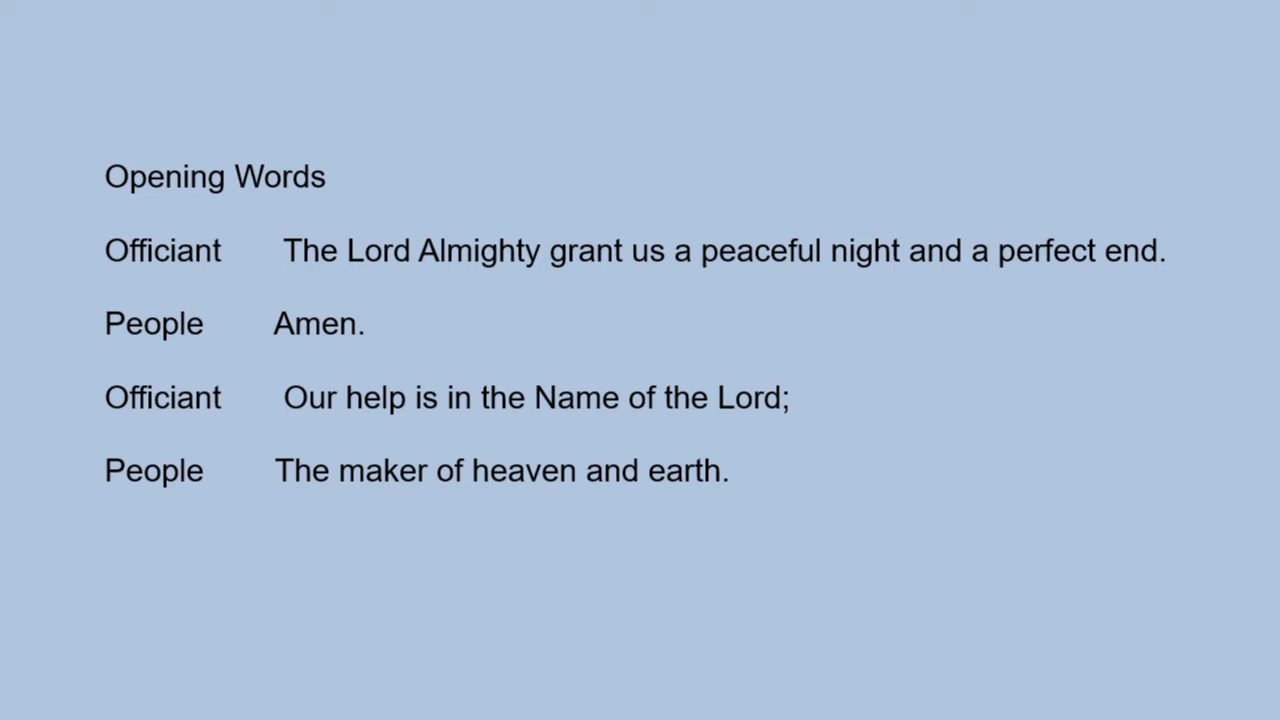 Opening Words
Officiant The Lord Almighty grant us a peaceful night and a perfect end.
People Amen.
Officiant Our help is in the Name of the Lord;
People The maker of heaven and earth.